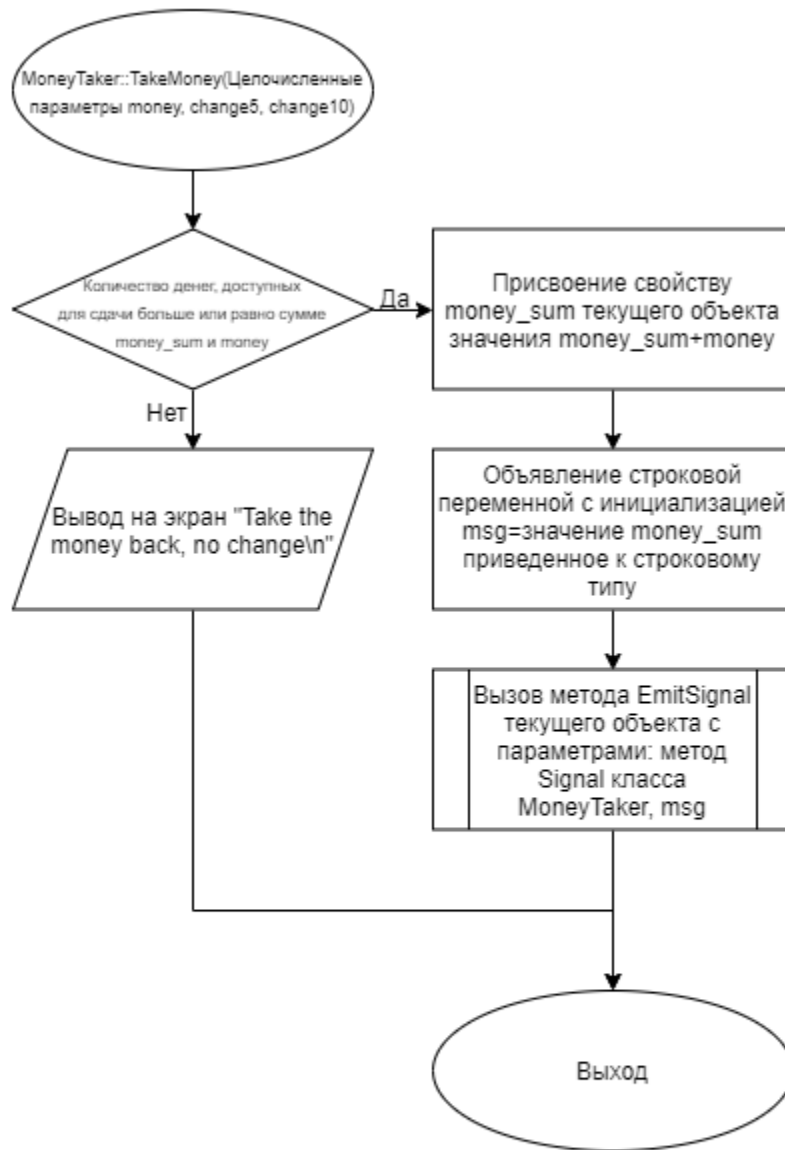 MoneyTaker::TakeMoney(Целочисленные
параметры money, change5, change10)
Количество денег, доступных
для сдачи больше или равно сумме
money_sum и money
Да
Присвоение свойству
money_sum текущего объекта
значения money_sum+money
Нет
Вывод на экран "Take the
money back, no change\n"
Объявление строковой
переменной с инициализацией
msg=значение money_sum
приведенное к строковому
типу
Вызов метода EmitSignal
текущего объекта с
параметрами: метод
Signal класса
MoneyTaker, msg
Выход